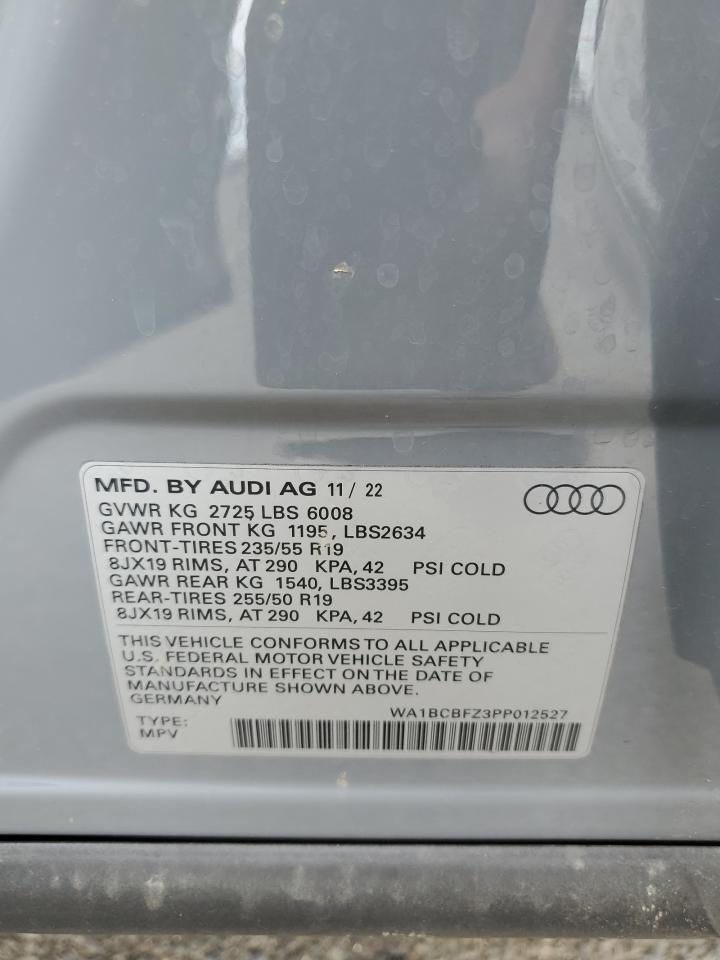 MFD. BY AUDI AG 11/ 22
GVWR KG 2725 LBS 6008
GAWR FRONT KG 1195, LBS2634
FRONT-TIRES 235/55 R19
8JX19 RIMS, AT 290 KPA, 42 PSI COLD
GAWR REAR KG 1540, LBS3395
REAR-TIRES 255/50 R19
8JX19 RIMS, AT 290 KPA, 42 PSI COLD
THIS VEHICLE CONFORMS TO ALL APPLICABLE
U.S. FEDERAL MOTOR VEHICLE SAFETY
STANDARDS IN EFFECT ON THE DATE OF
MANUFACTURE SHOWN ABOVE.
GERMANY
WA1BCBFZ3PP012527
TYPE:
MPV